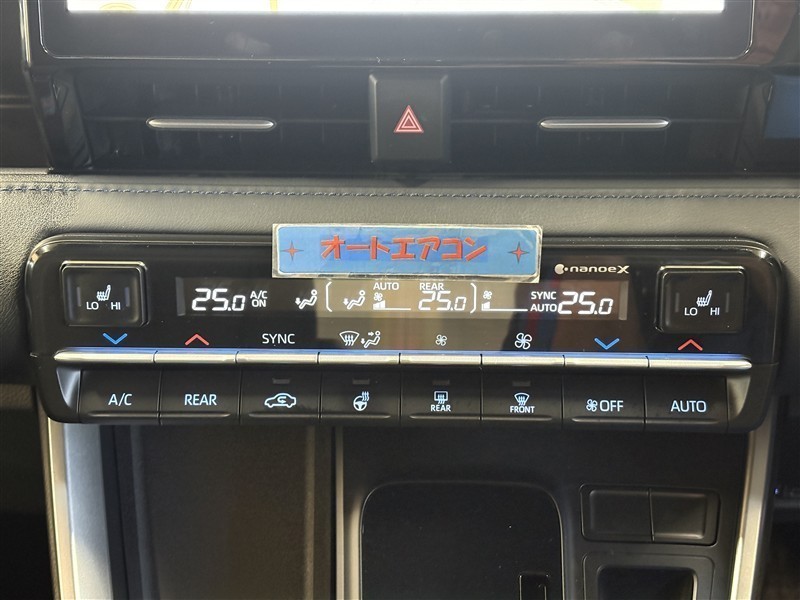 オートエアコン
nanoeX
LO HI
25.0 A/C ON
AUTO
REAR
25.0
SYNC
AUTO 25.0
LO HI
SYNC
A/C
REAR
REAR
FRONT
OFF
AUTO